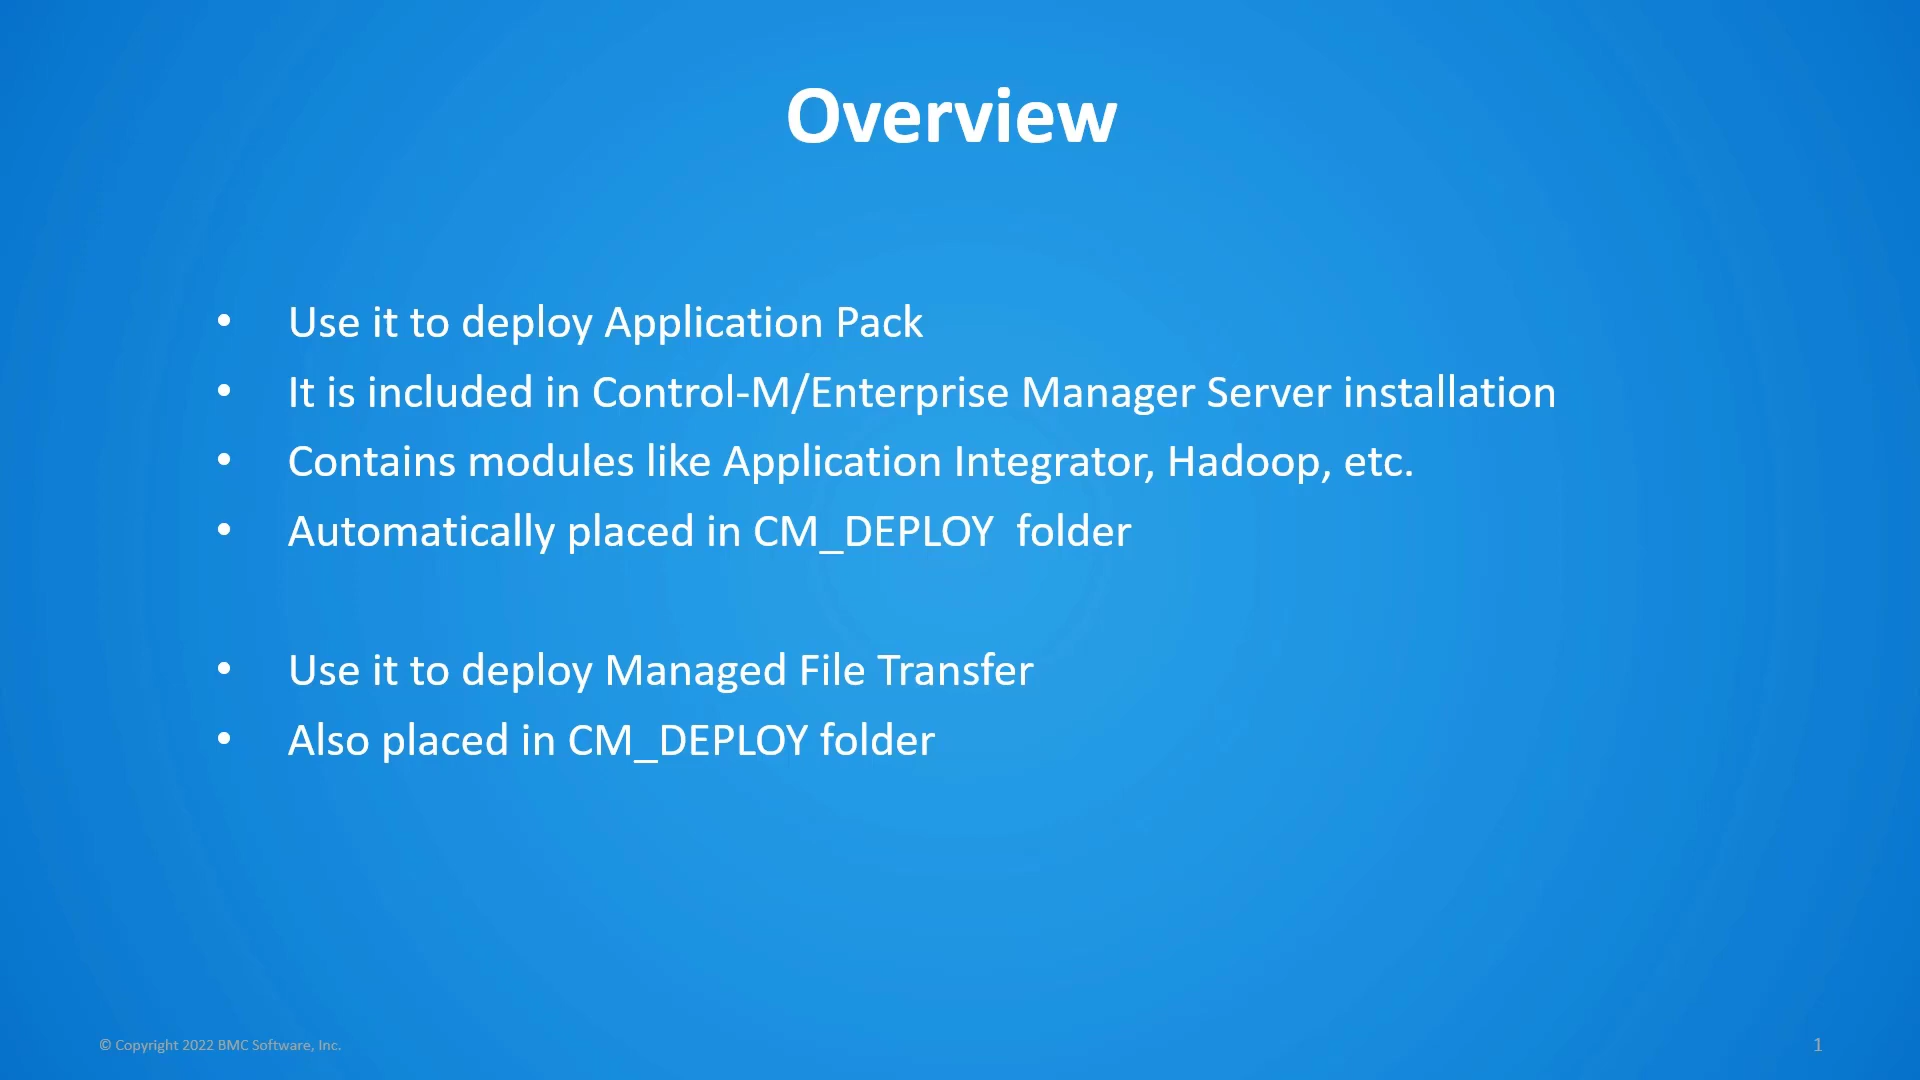 Overview
• Use it to deploy Application Pack
• It is included in Control-M/Enterprise Manager Server installation
• Contains modules like Application Integrator, Hadoop, etc.
• Automatically placed in CM_DEPLOY  folder
• Use it to deploy Managed File Transfer
• Also placed in CM_DEPLOY folder
© Copyright 2022 BMC Software, Inc.
1